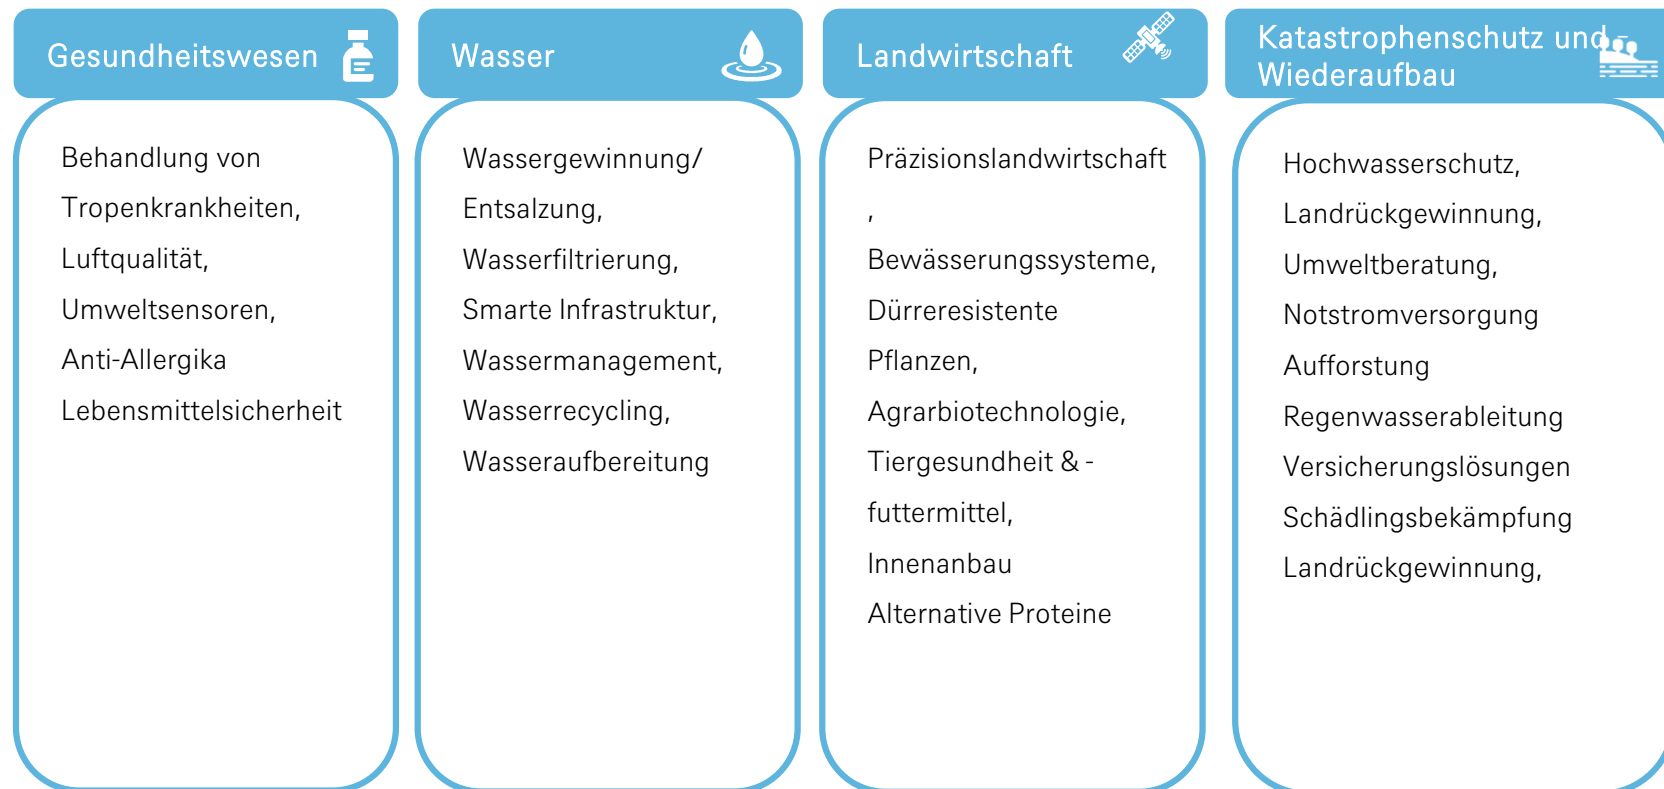 Gesundheitswesen
Behandlung von
Tropenkrankheiten,
Luftqualität,
Umweltsensoren,
Anti-Allergika
Lebensmittelsicherheit
Wasser
Wassergewinnung/
Entsalzung,
Wasserfiltrierung,
Smarte Infrastruktur,
Wassermanagement,
Wasserrecycling,
Wasseraufbereitung
Landwirtschaft
Präzisionslandwirtschaft
,
Bewässerungssysteme,
Dürreresistente
Pflanzen,
Agrarbiotechnologie,
Tiergesundheit & -
futtermittel,
Innenanbau
Alternative Proteine
Katastrophenschutz und
Wiederaufbau
Hochwasserschutz,
Landrückgewinnung,
Umweltberatung,
Notstromversorgung
Aufforstung
Regenwasserableitung
Versicherungslösungen
Schädlingsbekämpfung
Landrückgewinnung,